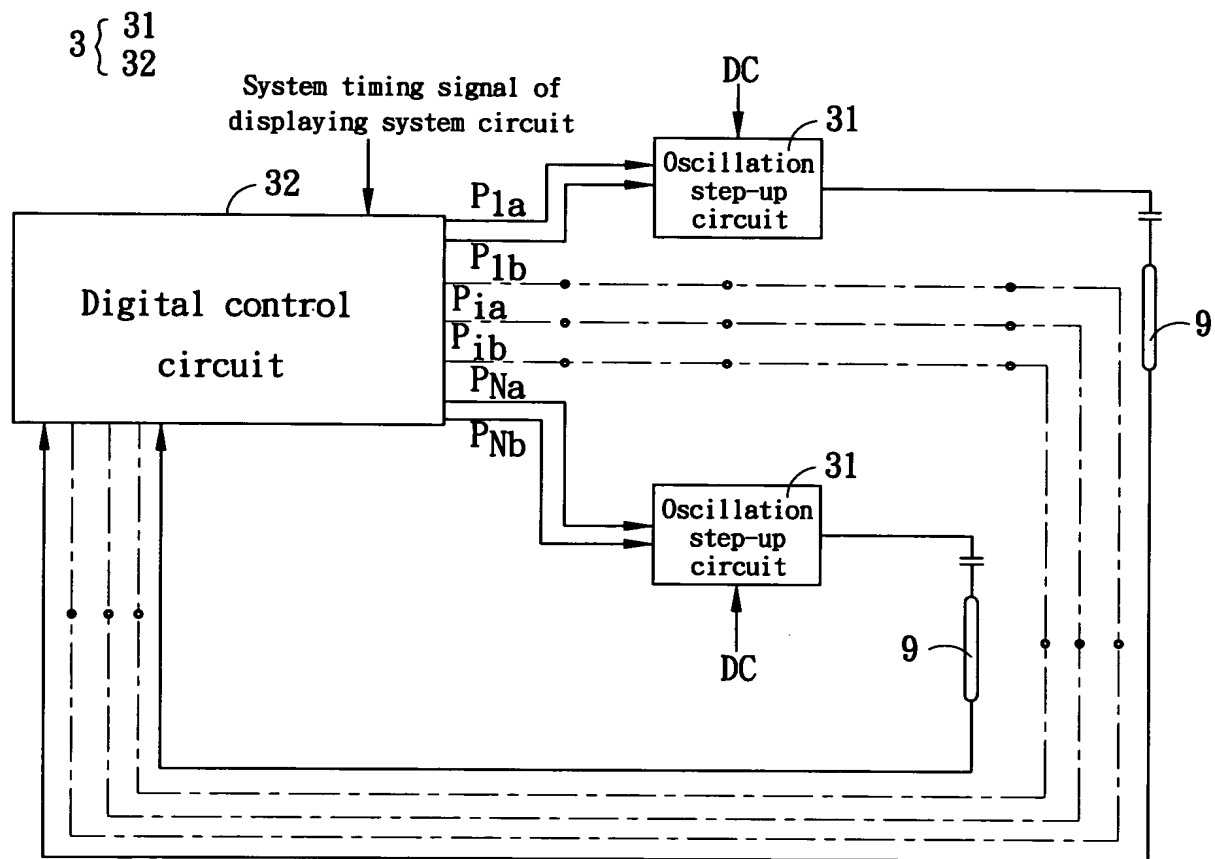 3 { 31
32
System timing signal of
displaying system circuit
DC
31
Oscillation
step-up
circuit
32
P1a
P1b
Pia
Pib
PNa
PNb
Digital control
circuit
9
31
Oscillation
step-up
circuit
DC
9